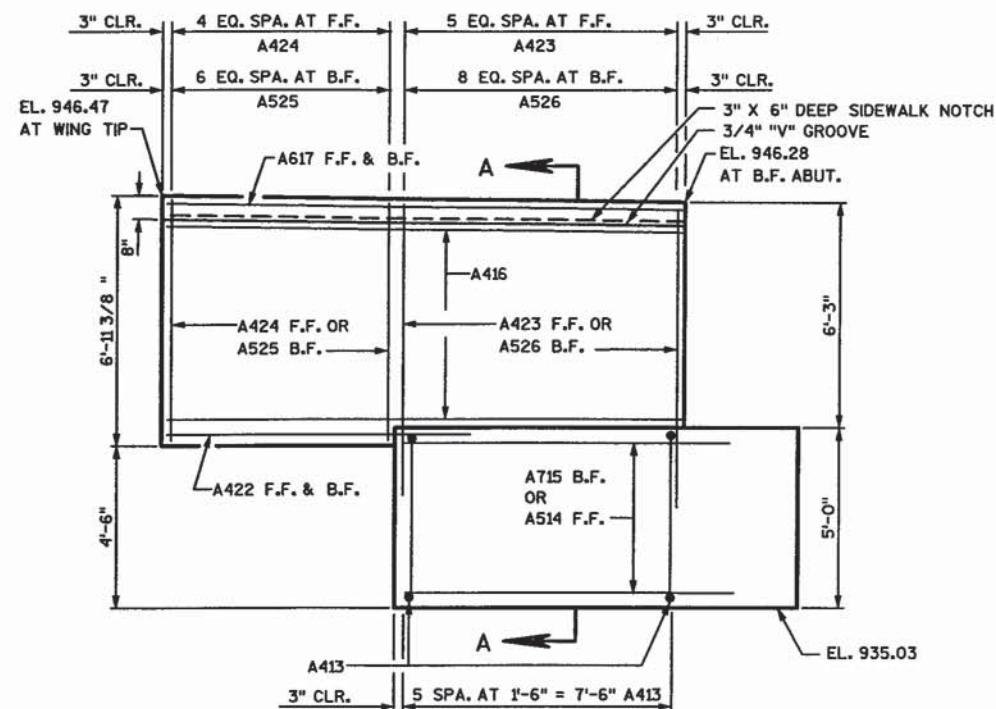 3" CLR.
4 EQ. SPA. AT F.F.
5 EQ. SPA. AT F.F.
3" CLR.
A424
A423
3" CLR.
6 EQ. SPA. AT B.F.
8 EQ. SPA. AT B.F.
3" CLR.
A525
A526
EL. 946.47
AT WING TIP
3" X 6" DEEP SIDEWALK NOTCH
3/4" "V" GROOVE
EL. 946.28
AT B.F. ABUT.
A617 F.F. & B.F.
A
8"
A416
6'-11 3/8 "
6'-3"
A424 F.F. OR
A525 B.F.
A423 F.F. OR
A526 B.F.
A422 F.F. & B.F.
A715 B.F.
OR
A514 F.F.
4'-6"
5'-0"
A
A413
EL. 935.03
3" CLR.
5 SPA. AT 1'-6" = 7'-6" A413